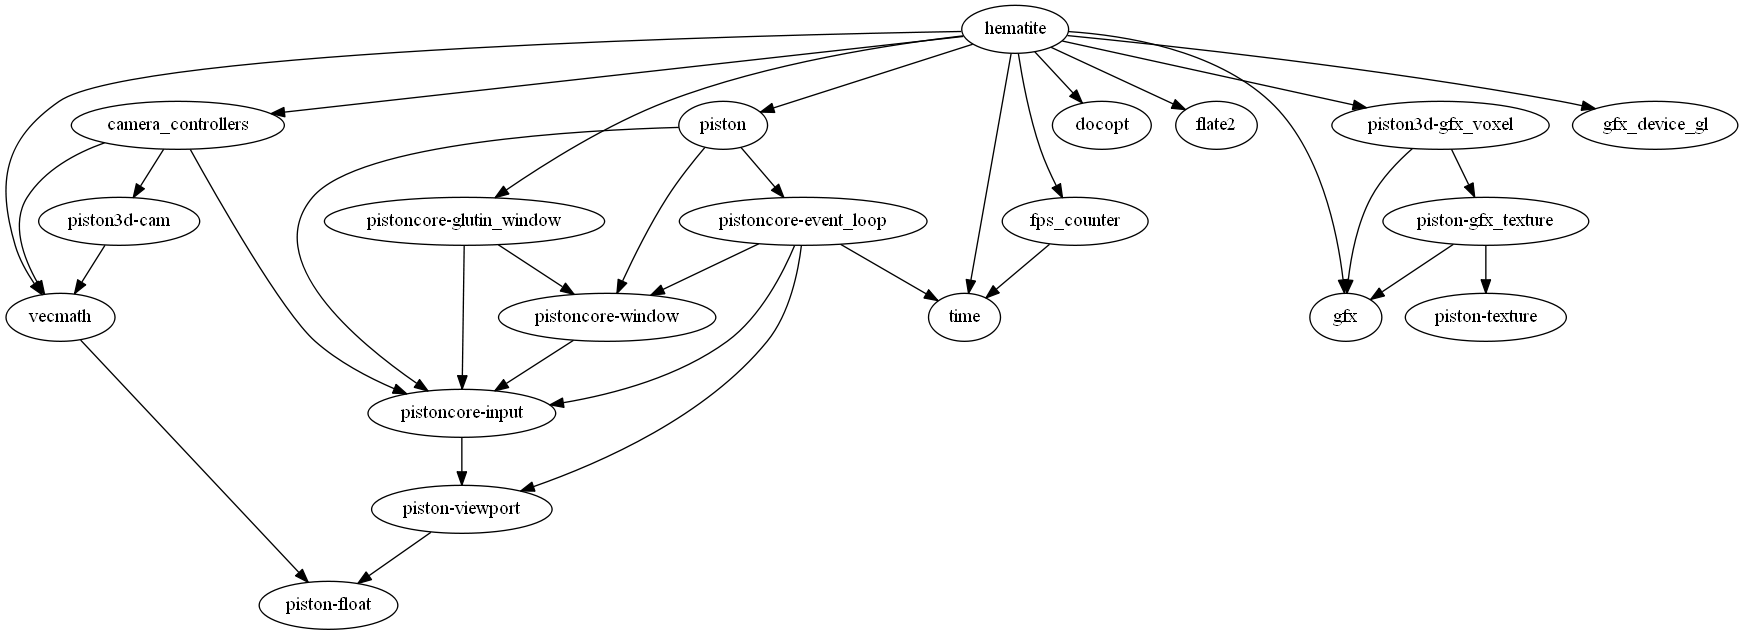 hematite
camera_controllers
piston
docopt
flate2
piston3d-gfx_voxel
gfx_device_gl
piston3d-cam
pistoncore-glutin_window
pistoncore-event_loop
fps_counter
piston-gfx_texture
vecmath
pistoncore-window
time
gfx
piston-texture
pistoncore-input
piston-viewport
piston-float